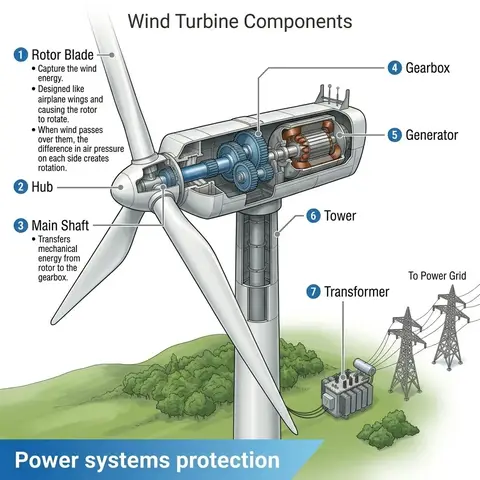 Wind Turbine Components
1 Rotor Blade
• Capture the wind
energy.
• Designed like
airplane wings and
causing the rotor
to rotate.
• When wind passes
over them, the
difference in air pressure
on each side creates
rotation.
2 Hub
3 Main Shaft
• Transfers
mechanical
energy from
rotor to the
gearbox.
4 Gearbox
5 Generator
6 Tower
7 Transformer
To Power Grid
Power systems protection